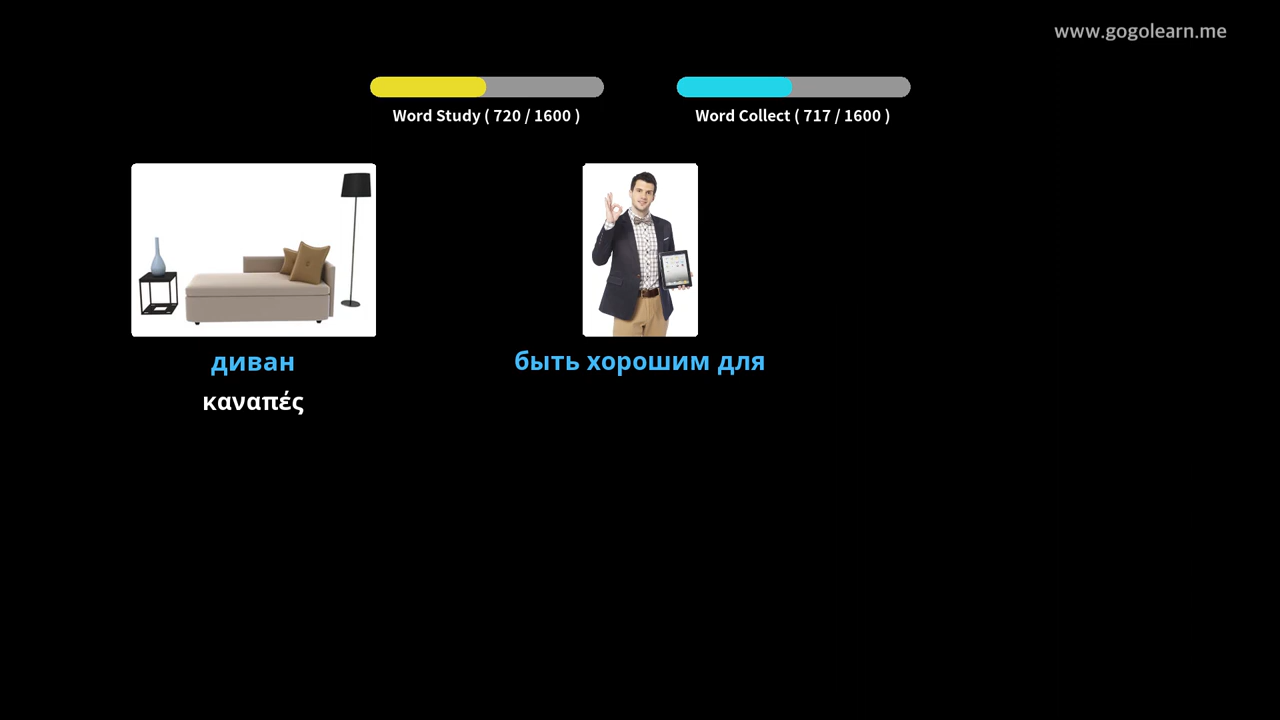 www.gogolearn.me
Word Study ( 720 / 1600 )
Word Collect ( 717 / 1600 )
диван
быть хорошим для
καναπές